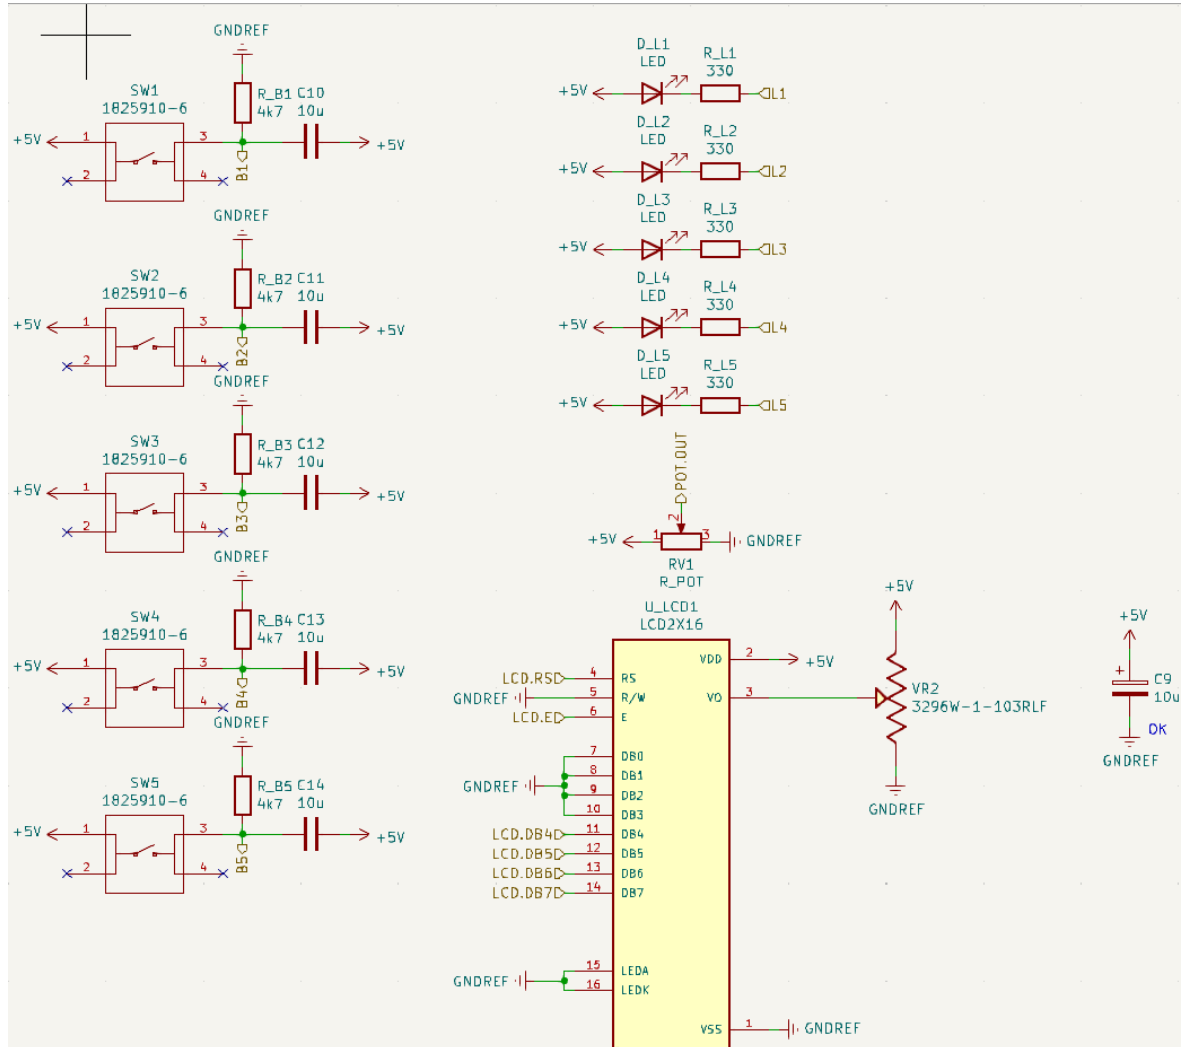 GNDREF
SW1
1825910-6
R_B1 C10
4k7 10u
+5V
1
3
+5V
2
4
B1
GNDREF
SW2
1825910-6
R_B2 C11
4k7 10u
+5V
1
3
+5V
2
4
B2
GNDREF
SW3
1825910-6
R_B3 C12
4k7 10u
+5V
1
3
+5V
2
4
B3
GNDREF
SW4
1825910-6
R_B4 C13
4k7 10u
+5V
1
3
+5V
2
4
B4
GNDREF
SW5
1825910-6
R_B5 C14
4k7 10u
+5V
1
3
+5V
2
4
B5
D_L1
LED
R_L1
330
+5V
L1
D_L2
LED
R_L2
330
+5V
L2
D_L3
LED
R_L3
330
+5V
L3
D_L4
LED
R_L4
330
+5V
L4
D_L5
LED
R_L5
330
+5V
L5
POT.OUT
2
+5V
1
3
GNDREF
RV1
R_POT
U_LCD1
LCD2X16
VDD
2
+5V
LCD.RS
4
RS
GNDREF
5
R/W
VO
3
LCD.E
6
E
7
DB0
8
DB1
GNDREF
9
DB2
10
DB3
LCD.DB4
11
DB4
LCD.DB5
12
DB5
LCD.DB6
13
DB6
LCD.DB7
14
DB7
15
LEDA
GNDREF
16
LEDK
VSS
1
GNDREF
+5V
VR2
3296W-1-103RLF
GNDREF
+5V
+
C9
10u
OK
GNDREF